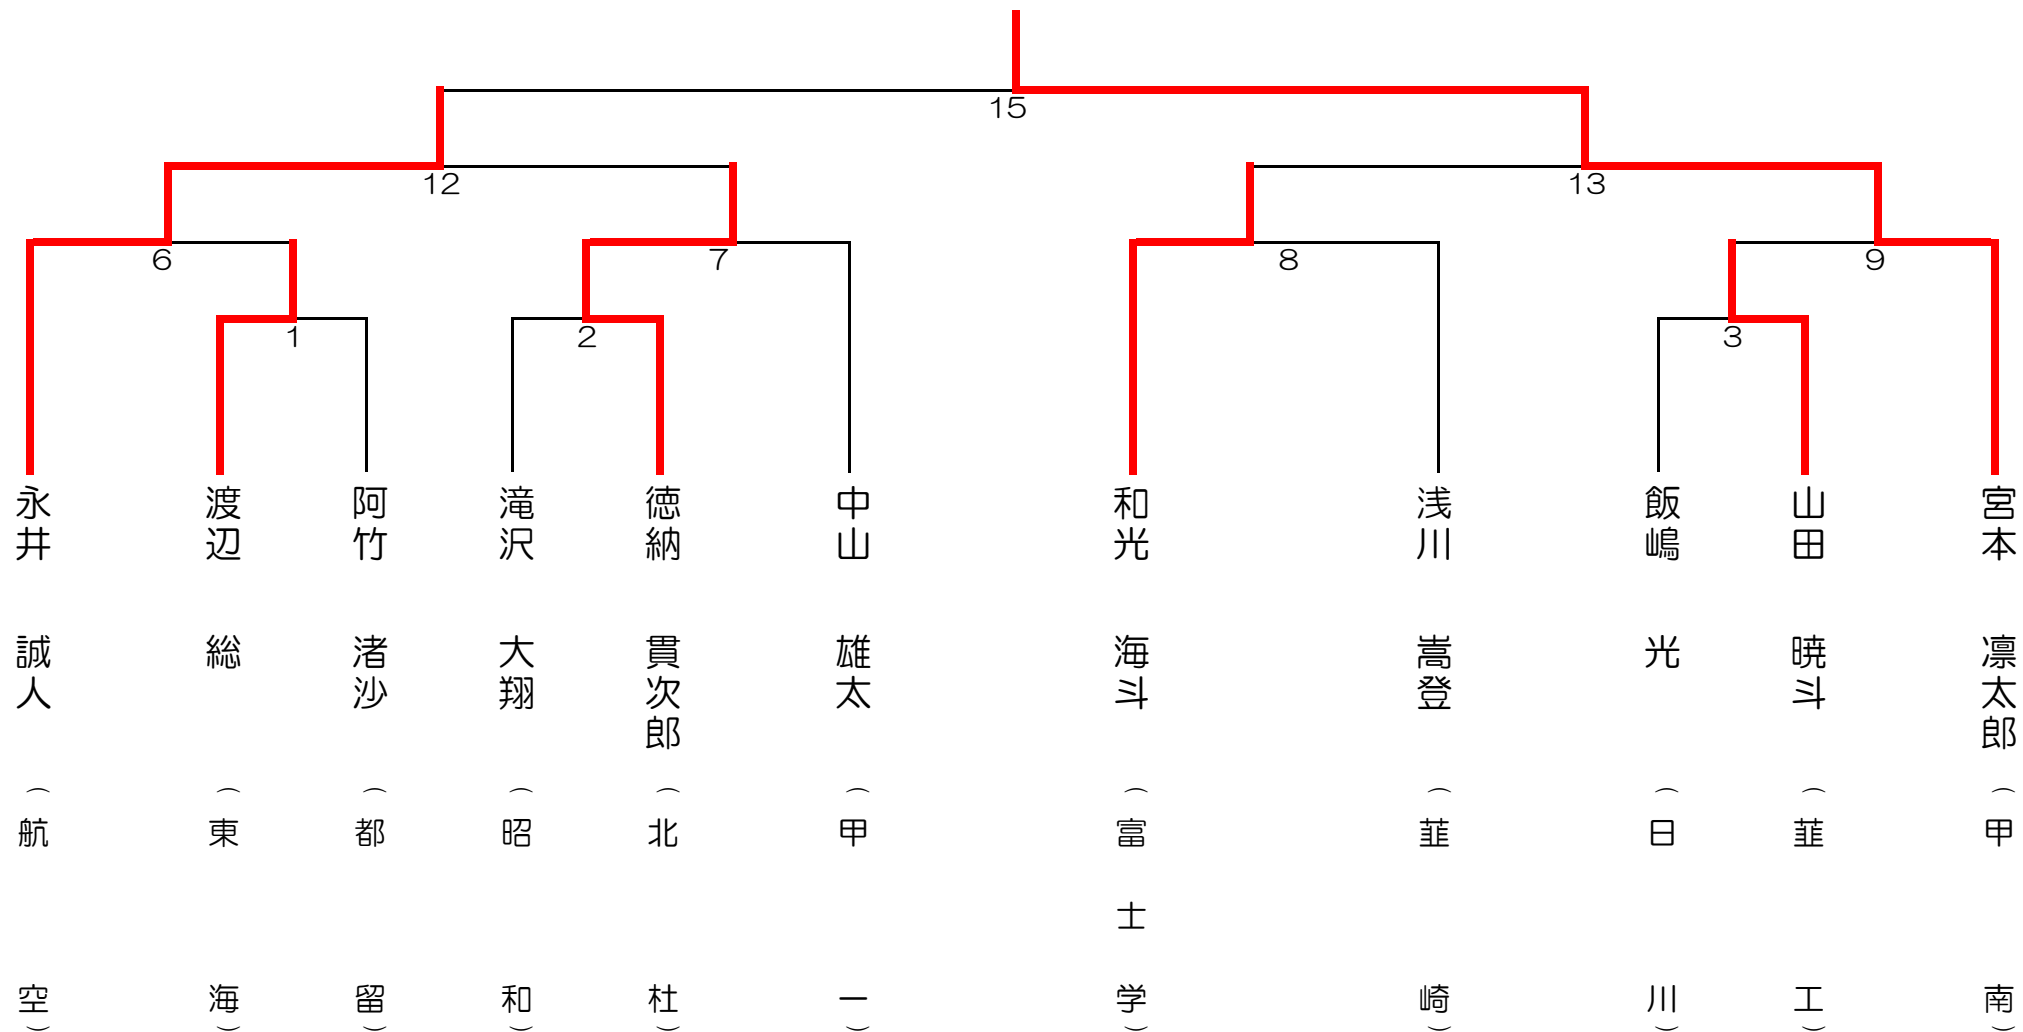 15
12
13
6
7
8
9
1
2
3
永井 誠人 (航空)
渡辺 総 (東海)
阿竹 渚沙 (都留)
滝沢 大翔 (昭和)
徳納 貫次郎 (北杜)
中山 雄太 (甲一)
和光 海斗 (富士学)
浅川 嵩登 (韮崎)
飯嶋 光 (日川)
山田 暁斗 (韮工)
宮本 凛太郎 (甲南)